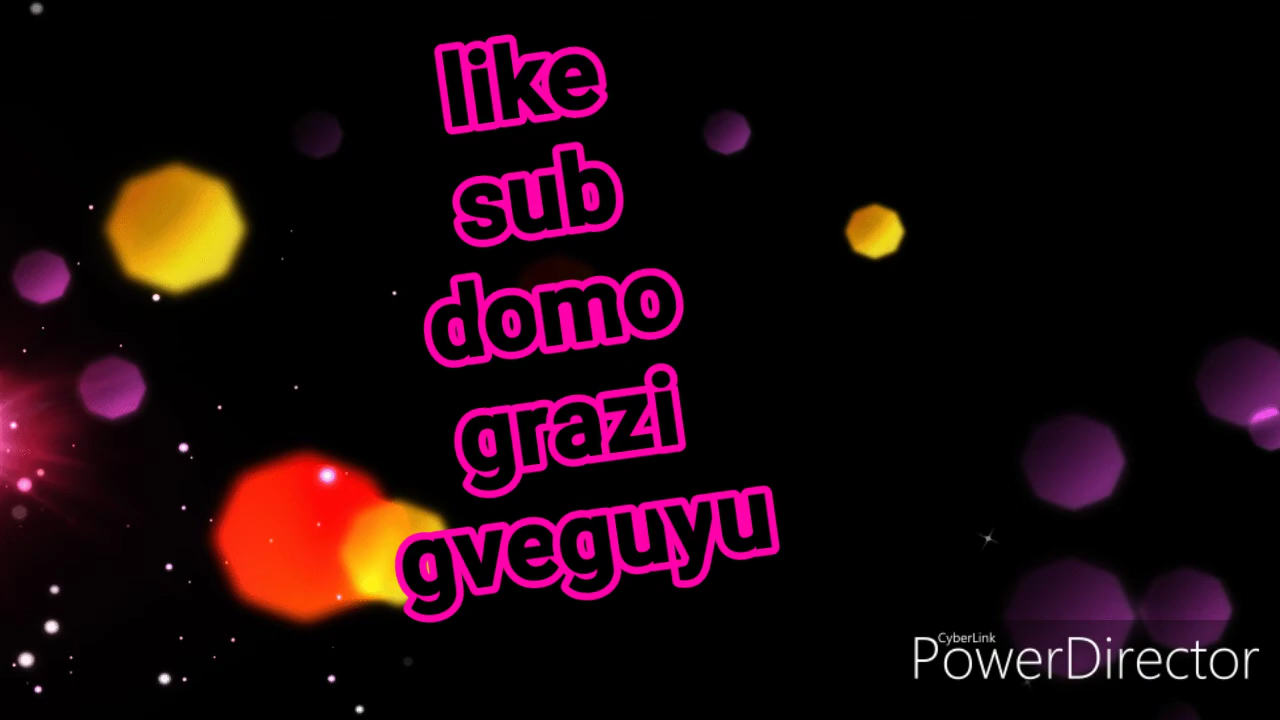 like
sub
domo
grazi
gveguyu
CyberLink
PowerDirector